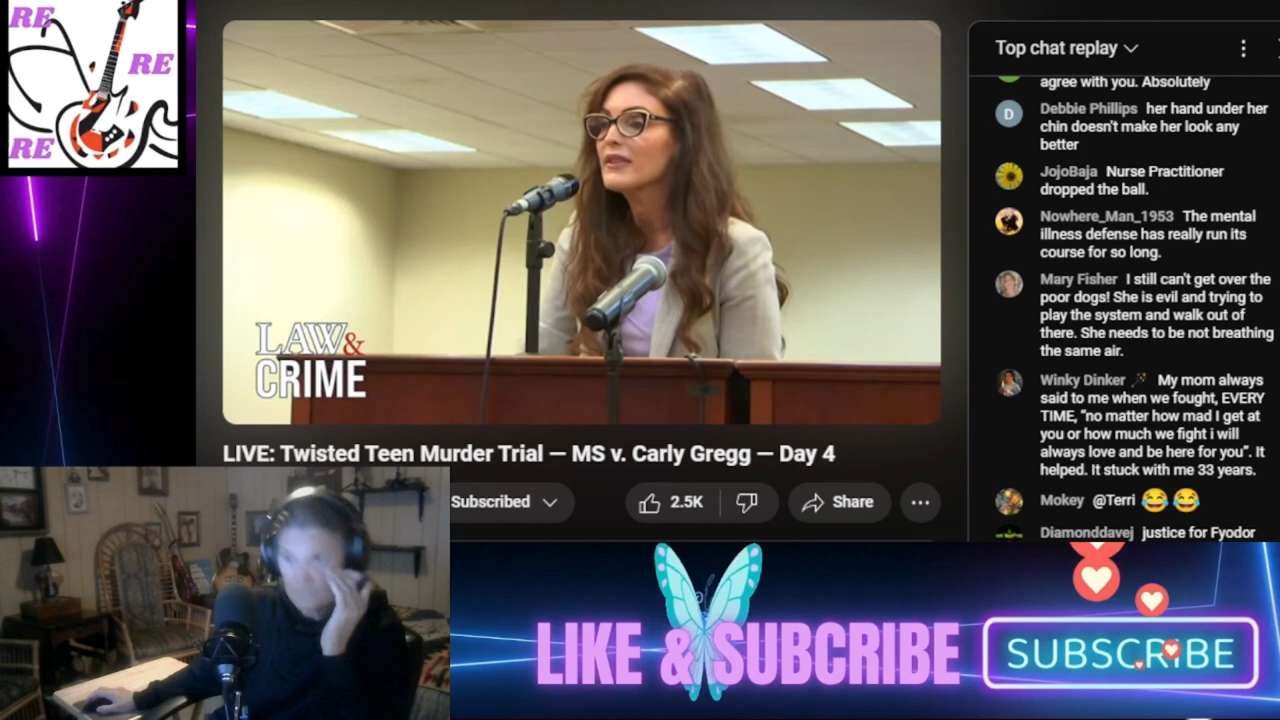 RE
RE
RE
LAW&
CRIME
LIVE: Twisted Teen Murder Trial — MS v. Carly Gregg — Day 4
Subscribed
2.5K
Share
Top chat replay
agree with you. Absolutely
Debbie Phillips her hand under her
chin doesn't make her look any
better
D
JojoBaja Nurse Practitioner
dropped the ball.
Nowhere_Man_1953 The mental
illness defense has really run its
course for so long.
Mary Fisher I still can't get over the
poor dogs! She is evil and trying to
play the system and walk out of
there. She needs to be not breathing
the same air.
Winky Dinker My mom always
said to me when we fought, EVERY
TIME, “no matter how mad I get at
you or how much we fight i will
always love and be here for you”. It
helped. It stuck with me 33 years.
Mokey @Terri 😂 😂
Diamonddavej justice for Fyodor
LIKE & SUBCRIBE
SUBSCRIBE